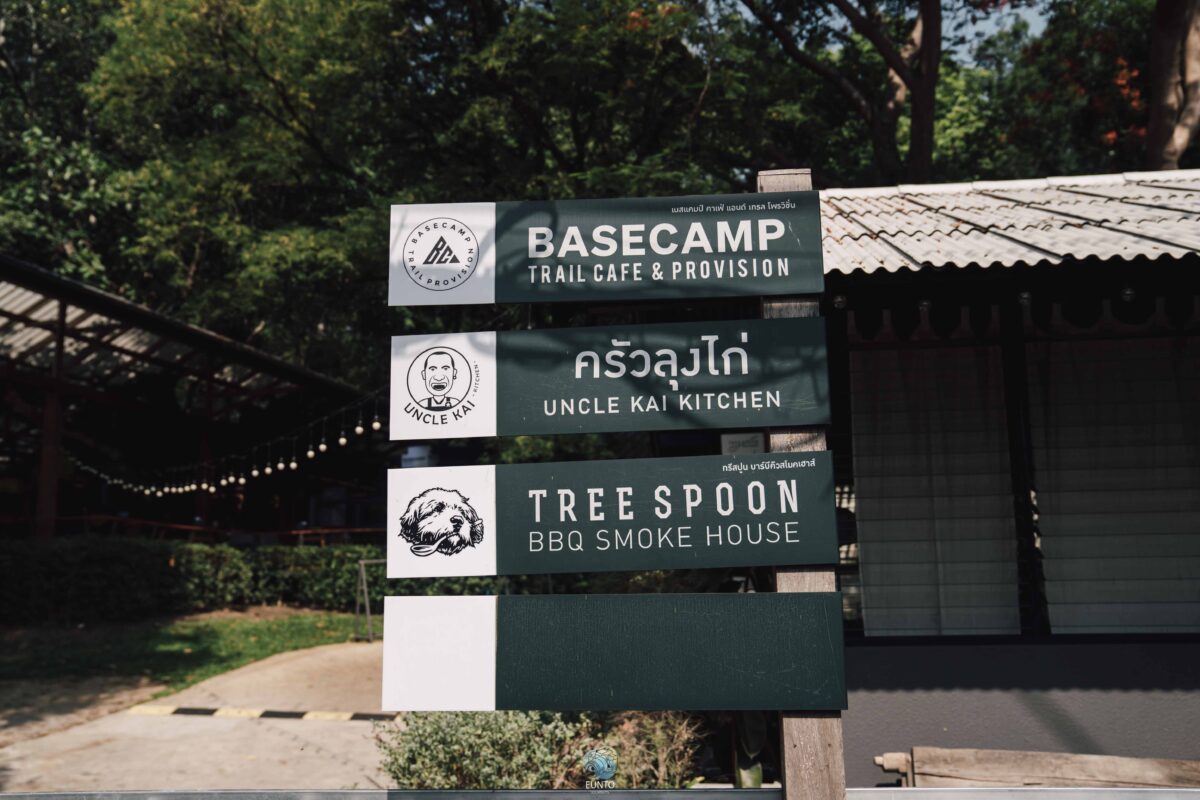 เบสแคมป์ คาเฟ่ แอนด์ เทรล โพรวิชั่น
BASECAMP TRAIL PROVISION
BC
BASECAMP
TRAIL CAFE & PROVISION
ครัวลุงไก่
UNCLE KAI KITCHEN
UNCLE KAI
- KITCHEN -
ทรีสปูน บาร์บีคิวสโมคเฮาส์
TREE SPOON
BBQ SMOKE HOUSE
EUNTO